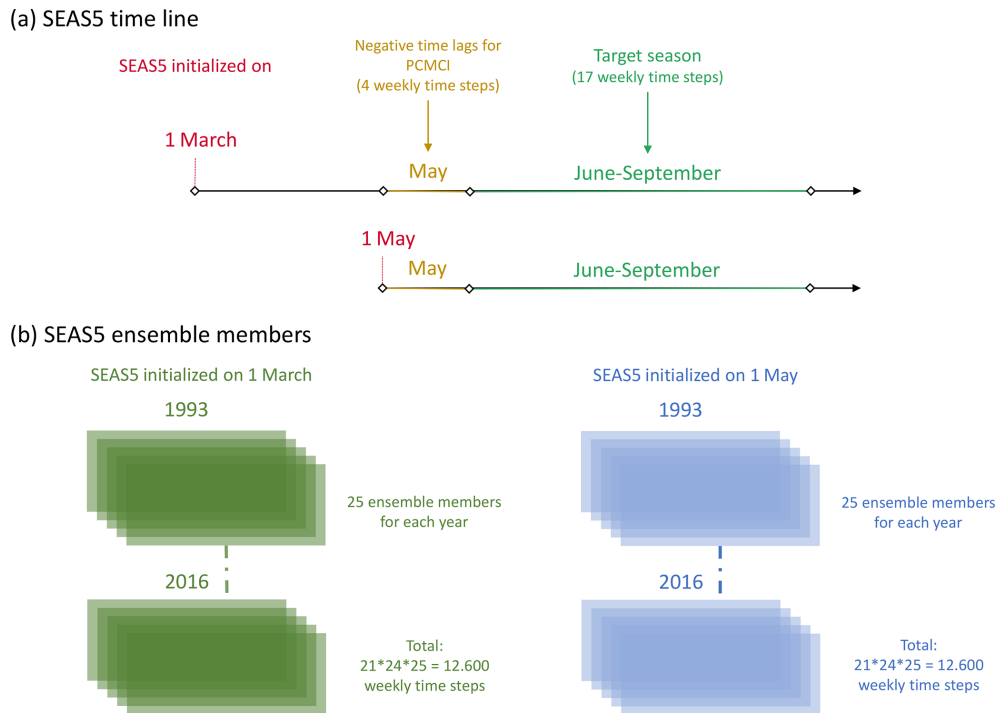 (a) SEAS5 time line
SEAS5 initialized on
Negative time lags for
PCMCI
(4 weekly time steps)
Target season
(17 weekly time steps)
1 March
May
June-September
1 May
May
June-September
(b) SEAS5 ensemble members
SEAS5 initialized on 1 March
SEAS5 initialized on 1 May
1993
1993
25 ensemble members
for each year
25 ensemble members
for each year
2016
2016
Total:
21*24*25 = 12.600
weekly time steps
Total:
21*24*25 = 12.600
weekly time steps